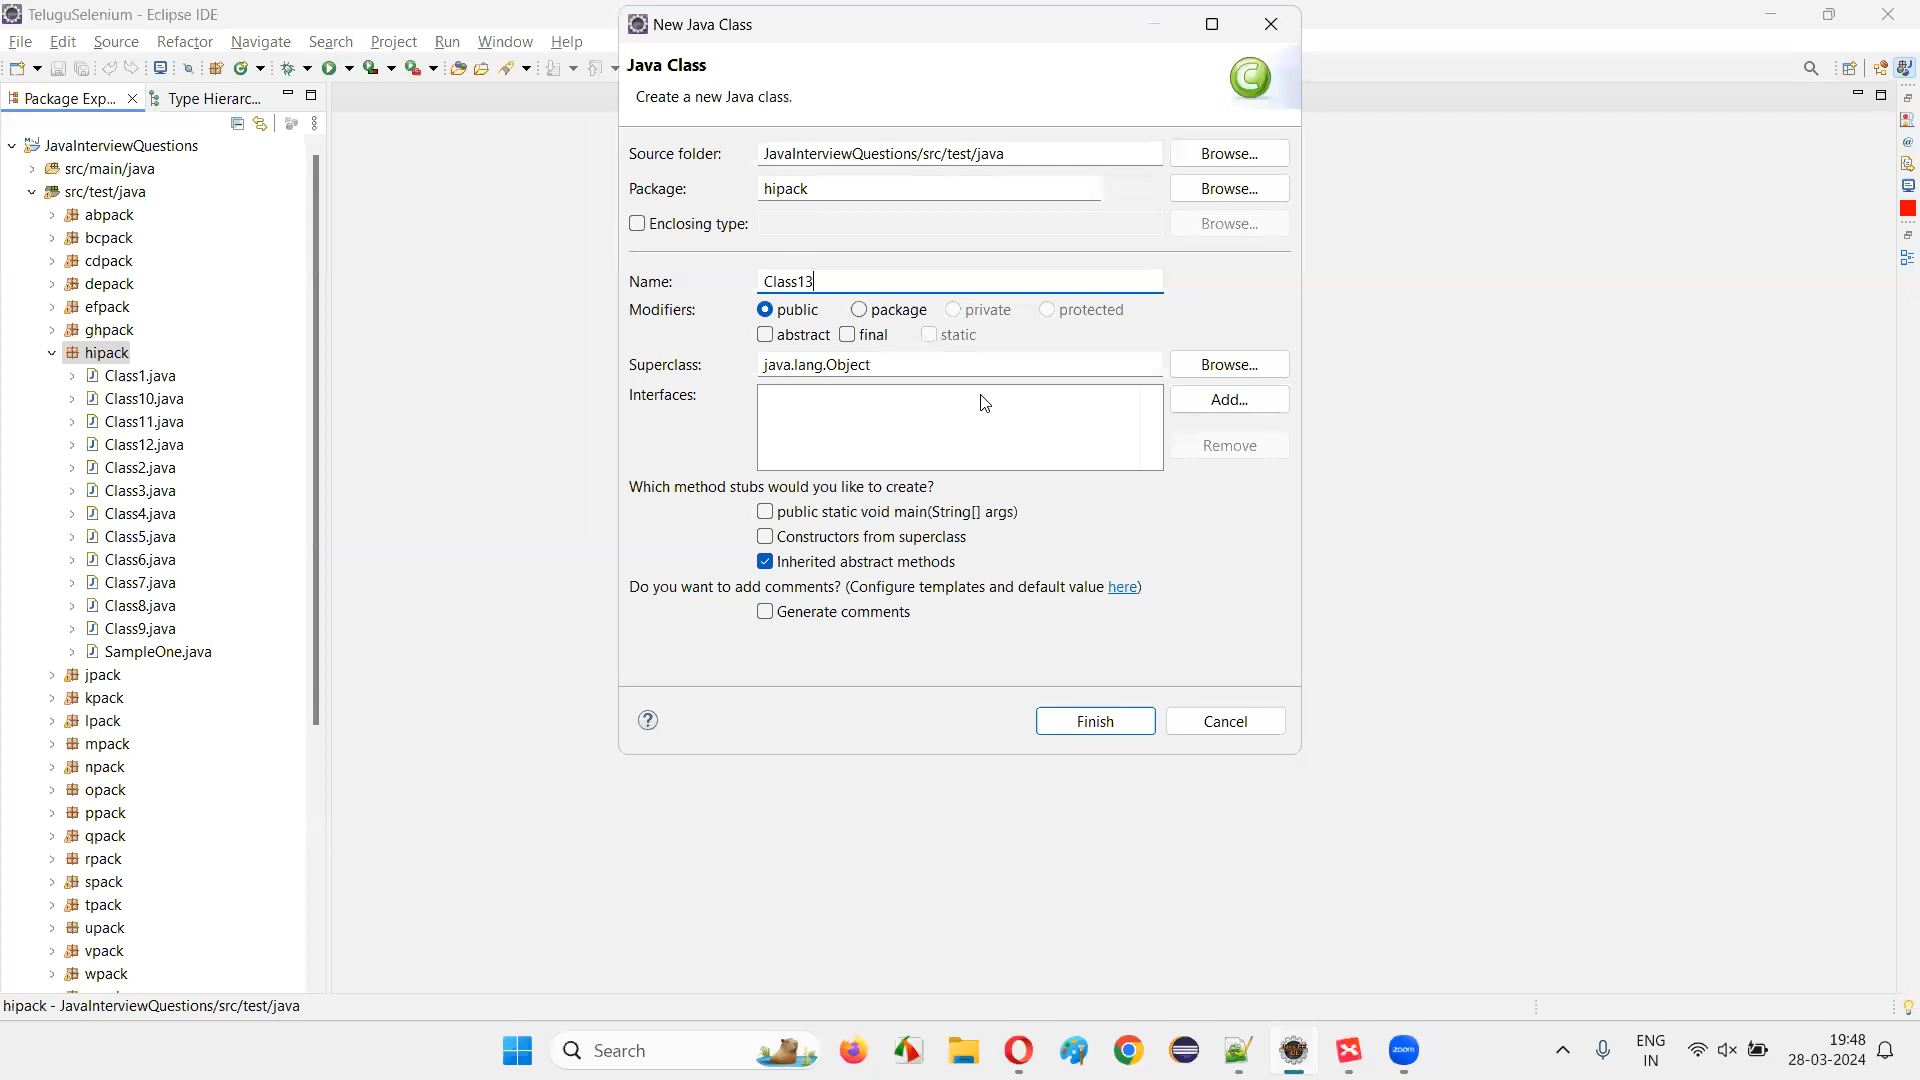 TeluguSelenium - Eclipse IDE
File Edit Source Refactor Navigate Search Project Run Window Help
Package Exp...
Type Hierarc...
JavaInterviewQuestions
src/main/java
src/test/java
abpack
bcpack
cdpack
depack
efpack
ghpack
hipack
Class1.java
Class10.java
Class11.java
Class12.java
Class2.java
Class3.java
Class4.java
Class5.java
Class6.java
Class7.java
Class8.java
Class9.java
SampleOne.java
jpack
kpack
lpack
mpack
npack
opack
ppack
qpack
rpack
spack
tpack
upack
vpack
wpack
New Java Class
Java Class
Create a new Java class.
Source folder: JavaInterviewQuestions/src/test/java Browse...
Package: hipack Browse...
Enclosing type: Browse...
Name: Class13
Modifiers: public package private protected
abstract final static
Superclass: java.lang.Object Browse...
Interfaces: Add...
Remove
Which method stubs would you like to create?
public static void main(String[] args)
Constructors from superclass
Inherited abstract methods
Do you want to add comments? (Configure templates and default value here)
Generate comments
Finish Cancel
hipack - JavaInterviewQuestions/src/test/java
Search
zoom
ENG
IN
19:48
28-03-2024